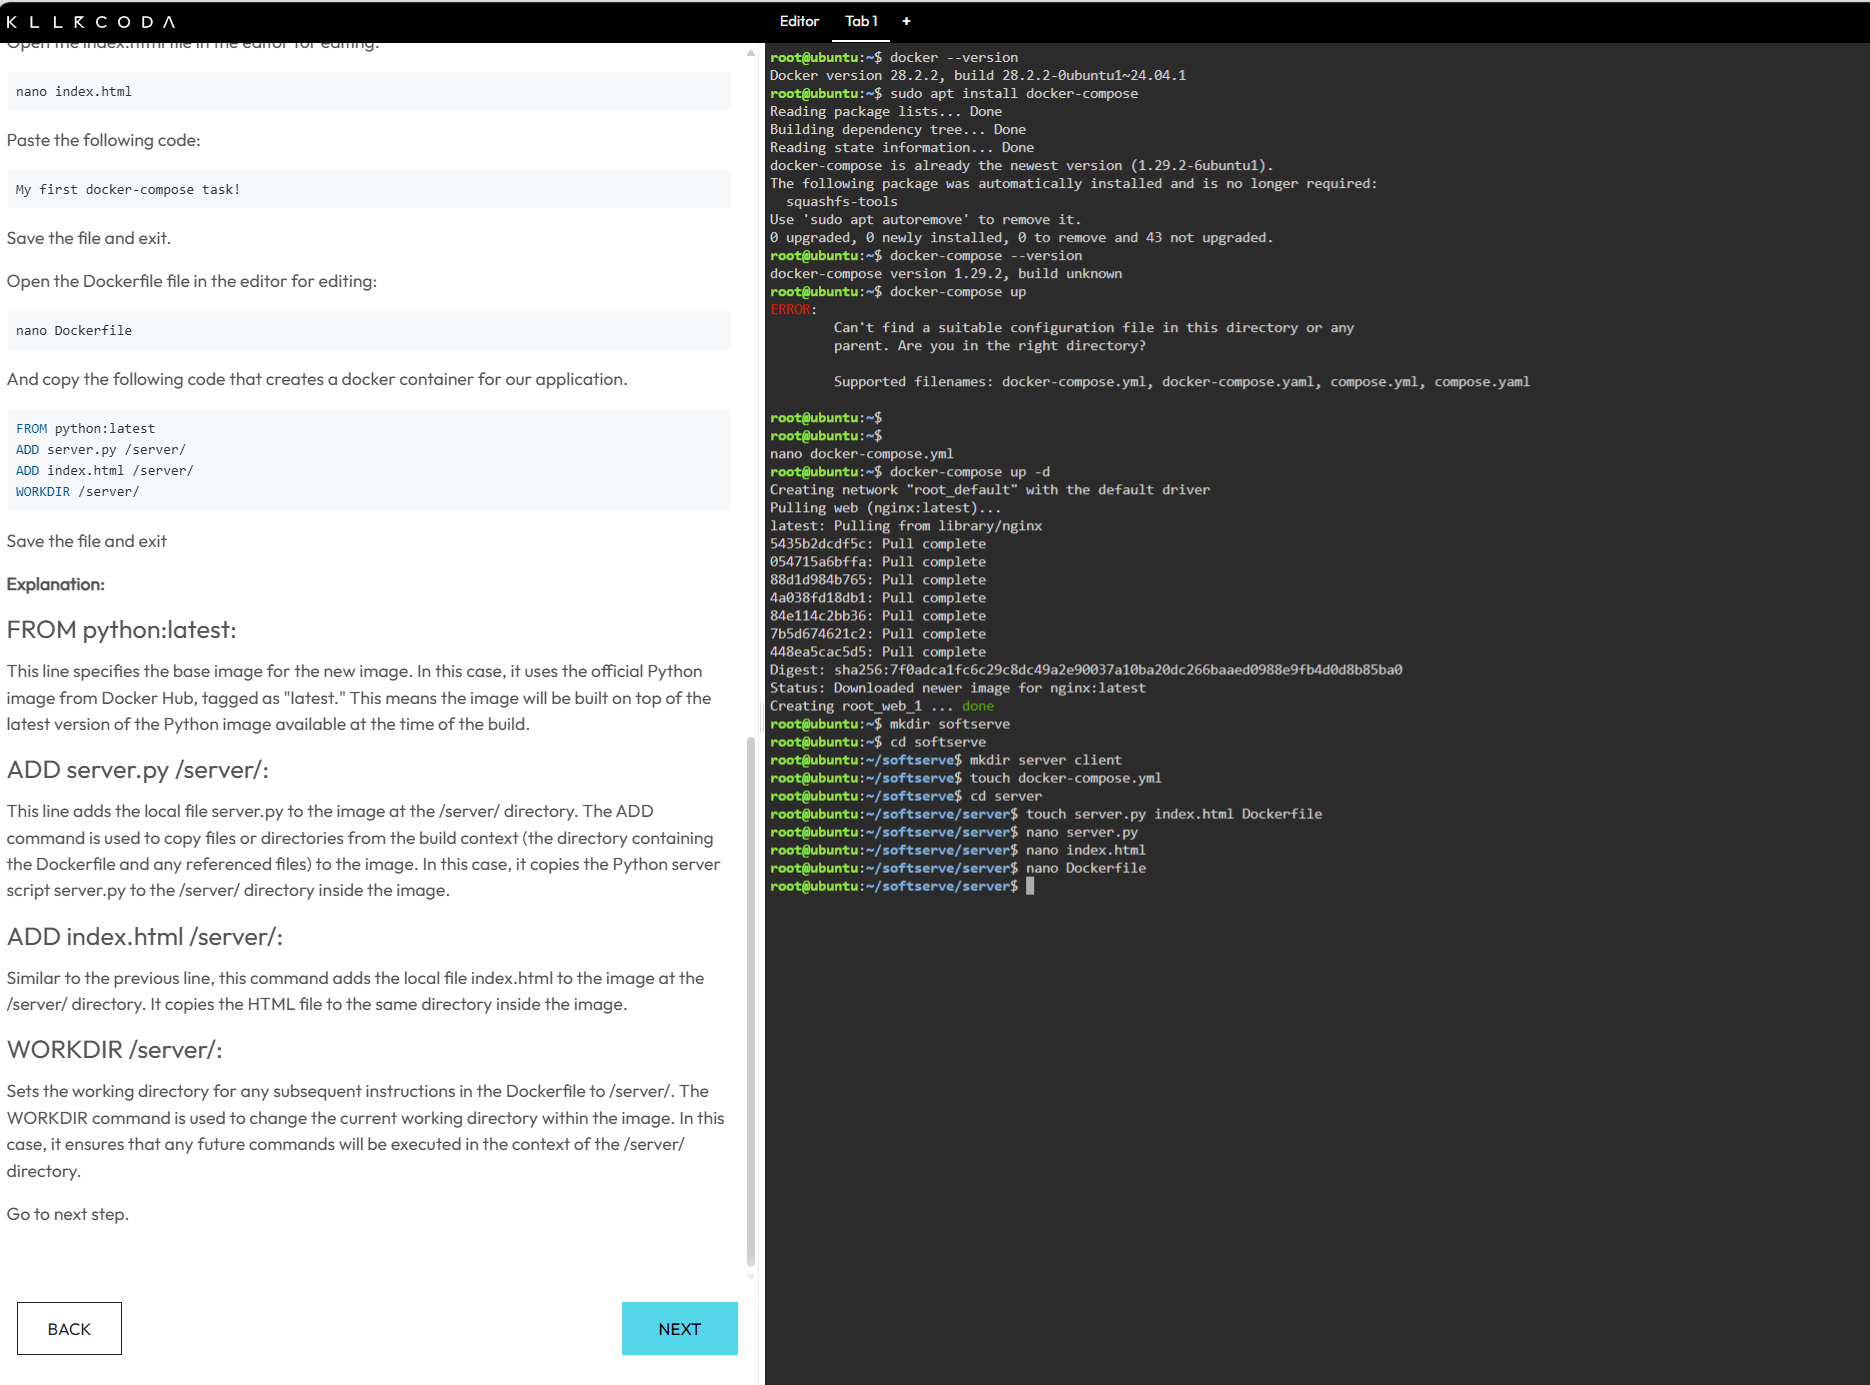 KLLRCODA
Open the index.html file in the editor for editing:
nano index.html
Paste the following code:
My first docker-compose task!
Save the file and exit.
Open the Dockerfile file in the editor for editing:
nano Dockerfile
And copy the following code that creates a docker container for our application.
FROM python:latest
ADD server.py /server/
ADD index.html /server/
WORKDIR /server/
Save the file and exit
Explanation:
FROM python:latest:
This line specifies the base image for the new image. In this case, it uses the official Python
image from Docker Hub, tagged as "latest." This means the image will be built on top of the
latest version of the Python image available at the time of the build.
ADD server.py /server/:
This line adds the local file server.py to the image at the /server/ directory. The ADD
command is used to copy files or directories from the build context (the directory containing
the Dockerfile and any referenced files) to the image. In this case, it copies the Python server
script server.py to the /server/ directory inside the image.
ADD index.html /server/:
Similar to the previous line, this command adds the local file index.html to the image at the
/server/ directory. It copies the HTML file to the same directory inside the image.
WORKDIR /server/:
Sets the working directory for any subsequent instructions in the Dockerfile to /server/. The
WORKDIR command is used to change the current working directory within the image. In this
case, it ensures that any future commands will be executed in the context of the /server/
directory.
Go to next step.
BACK
NEXT
Editor
Tab 1
+
root@ubuntu:~$ docker --version
Docker version 28.2.2, build 28.2.2-0ubuntu1~24.04.1
root@ubuntu:~$ sudo apt install docker-compose
Reading package lists... Done
Building dependency tree... Done
Reading state information... Done
docker-compose is already the newest version (1.29.2-6ubuntu1).
The following package was automatically installed and is no longer required:
  squashfs-tools
Use 'sudo apt autoremove' to remove it.
0 upgraded, 0 newly installed, 0 to remove and 43 not upgraded.
root@ubuntu:~$ docker-compose --version
docker-compose version 1.29.2, build unknown
root@ubuntu:~$ docker-compose up
ERROR:
        Can't find a suitable configuration file in this directory or any
        parent. Are you in the right directory?
        Supported filenames: docker-compose.yml, docker-compose.yaml, compose.yml, compose.yaml
root@ubuntu:~$
root@ubuntu:~$
nano docker-compose.yml
root@ubuntu:~$ docker-compose up -d
Creating network "root_default" with the default driver
Pulling web (nginx:latest)...
latest: Pulling from library/nginx
5435b2dcdf5c: Pull complete
054715a6bffa: Pull complete
88d1d984b765: Pull complete
4a038fd18db1: Pull complete
84e114c2bb36: Pull complete
7b5d674621c2: Pull complete
448ea5cac5d5: Pull complete
Digest: sha256:7f0adca1fc6c29c8dc49a2e90037a10ba20dc266baaed0988e9fb4d0d8b85ba0
Status: Downloaded newer image for nginx:latest
Creating root_web_1 ... done
root@ubuntu:~$ mkdir softserve
root@ubuntu:~$ cd softserve
root@ubuntu:~/softserve$ mkdir server client
root@ubuntu:~/softserve$ touch docker-compose.yml
root@ubuntu:~/softserve$ cd server
root@ubuntu:~/softserve/server$ touch server.py index.html Dockerfile
root@ubuntu:~/softserve/server$ nano server.py
root@ubuntu:~/softserve/server$ nano index.html
root@ubuntu:~/softserve/server$ nano Dockerfile
root@ubuntu:~/softserve/server$